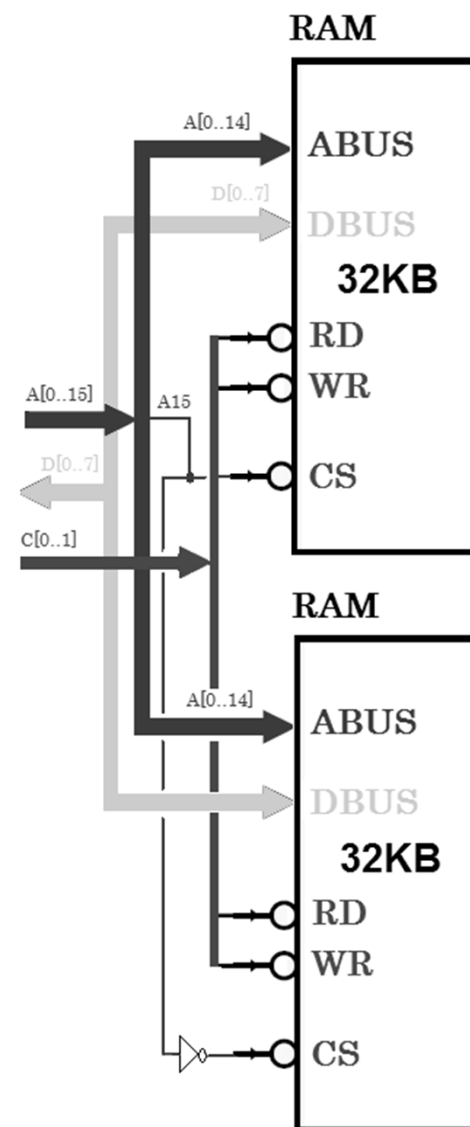 RAM
A[0..14]
ABUS
D[0..7]
DBUS
32KB
RD
WR
A[0..15]
A15
D[0..7]
CS
C[0..1]
RAM
A[0..14]
ABUS
DBUS
32KB
RD
WR
CS